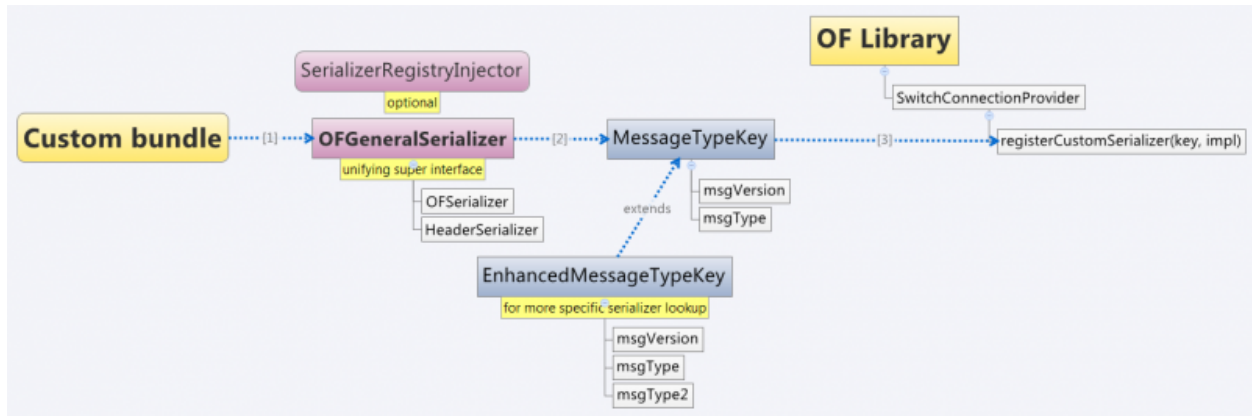 OF Library
SerializerRegistryInjector
optional
SwitchConnectionProvider
Custom bundle
[1]
OFGeneralSerializer
[2]
MessageTypeKey
[3]
registerCustomSerializer(key, impl)
unifying super interface
OFSerializer
HeaderSerializer
msgVersion
msgType
extends
EnhancedMessageTypeKey
for more specific serializer lookup
msgVersion
msgType
msgType2